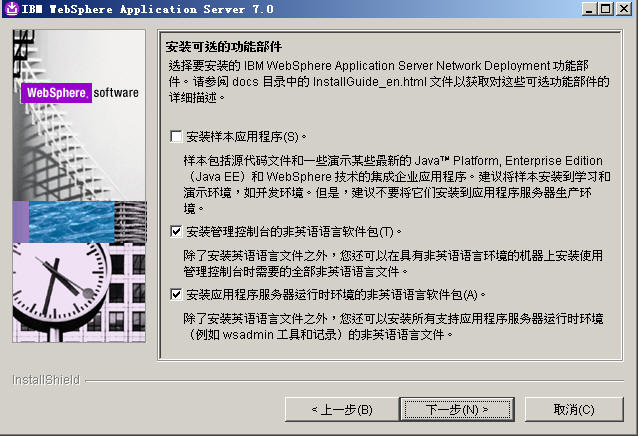 IBM WebSphere Application Server 7.0
WebSphere. software
安装可选的功能部件
选择要安装的 IBM WebSphere Application Server Network Deployment 功能部
件。请参阅 docs 目录中的 InstallGuide_en.html 文件以获取对这些可选功能部件的
详细描述。
安装样本应用程序(S)。
样本包括源代码文件和一些演示某些最新的 Java™ Platform, Enterprise Edition
（Java EE）和 WebSphere 技术的集成企业应用程序。建议将样本安装到学习和
演示环境，如开发环境。但是，建议不要将它们安装到应用程序服务器生产环
境。
安装管理控制台的非英语语言软件包(T)。
除了安装英语语言文件之外，您还可以在具有非英语语言环境的机器上安装使用
管理控制台时需要的全部非英语语言文件。
安装应用程序服务器运行时环境的非英语语言软件包(A)。
除了安装英语语言文件之外，您还可以安装所有支持应用程序服务器运行时环境
（例如 wsadmin 工具和记录）的非英语语言文件。
InstallShield
< 上一步(B)
下一步(N) >
取消(C)